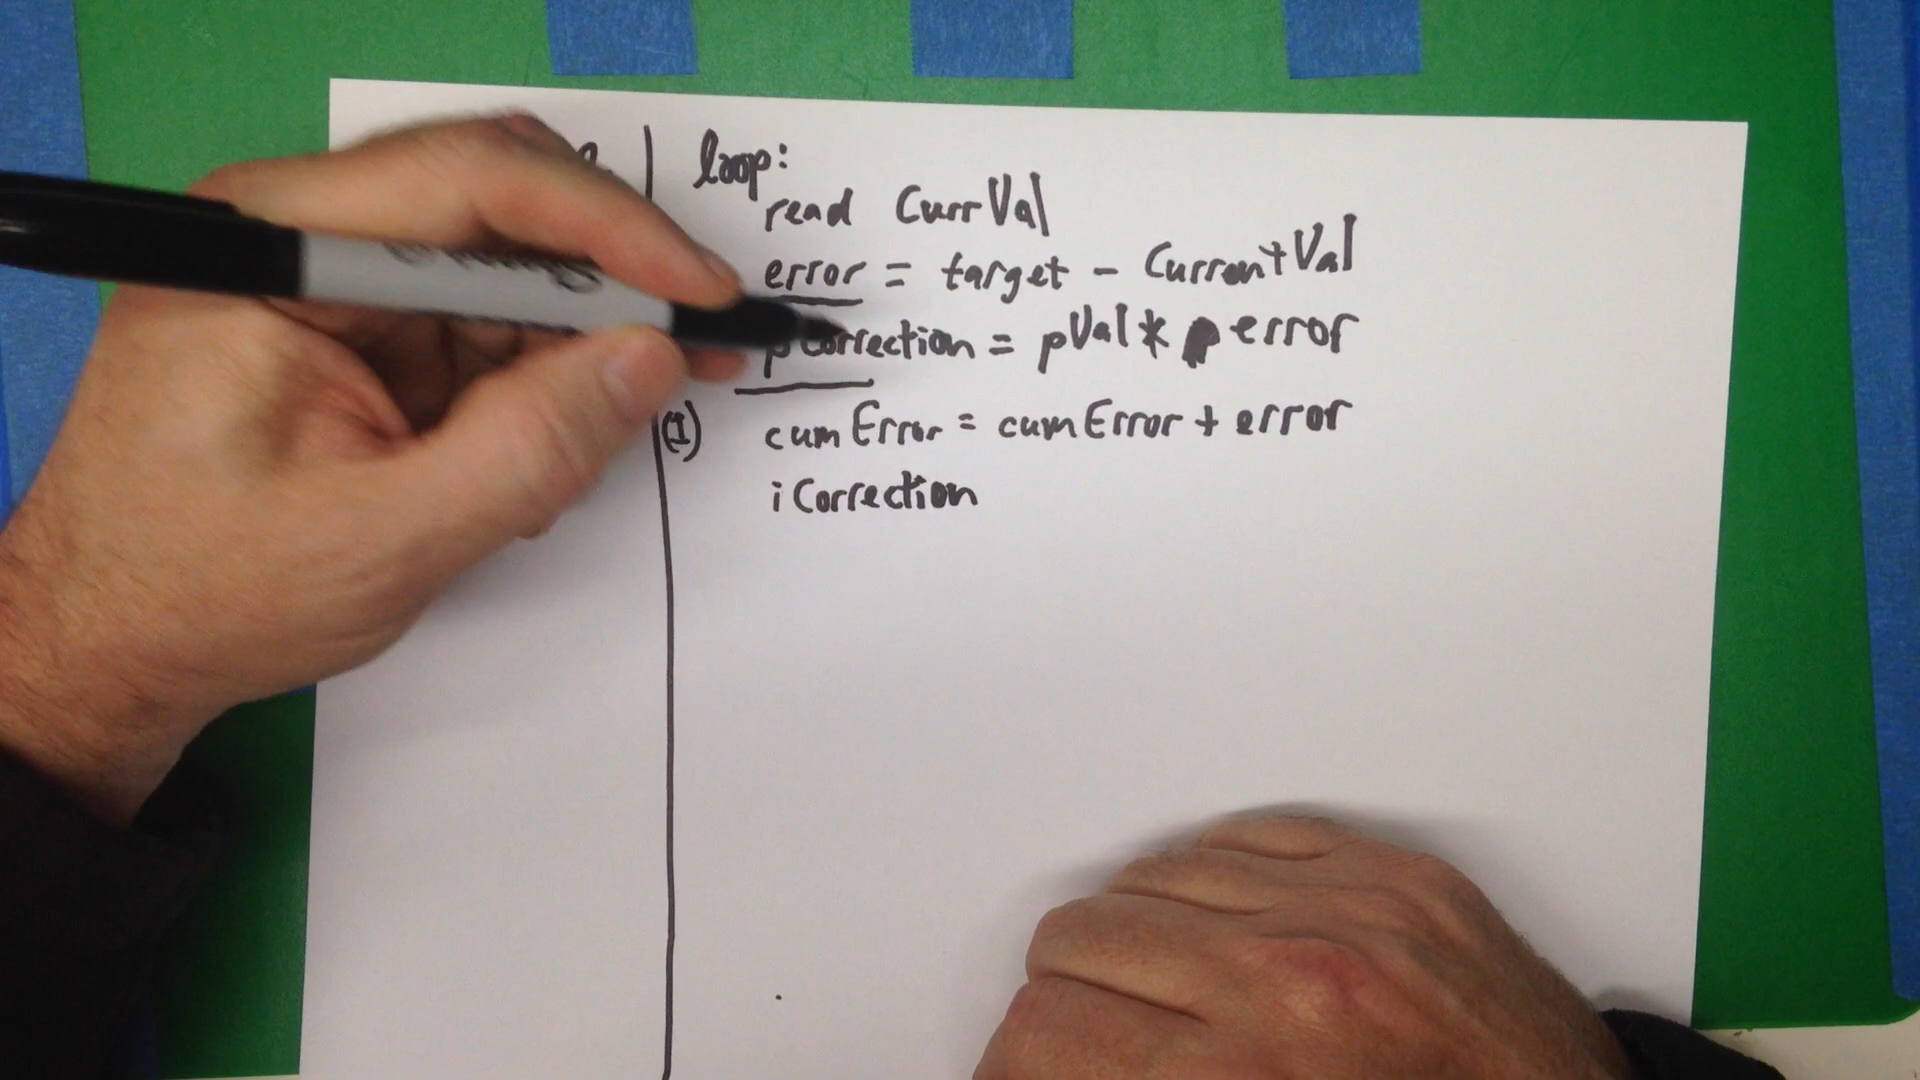 loop:
read CurrVal
error = target - CurrentVal
pCorrection = pVal * error
(I) cumError = cumError + error
iCorrection